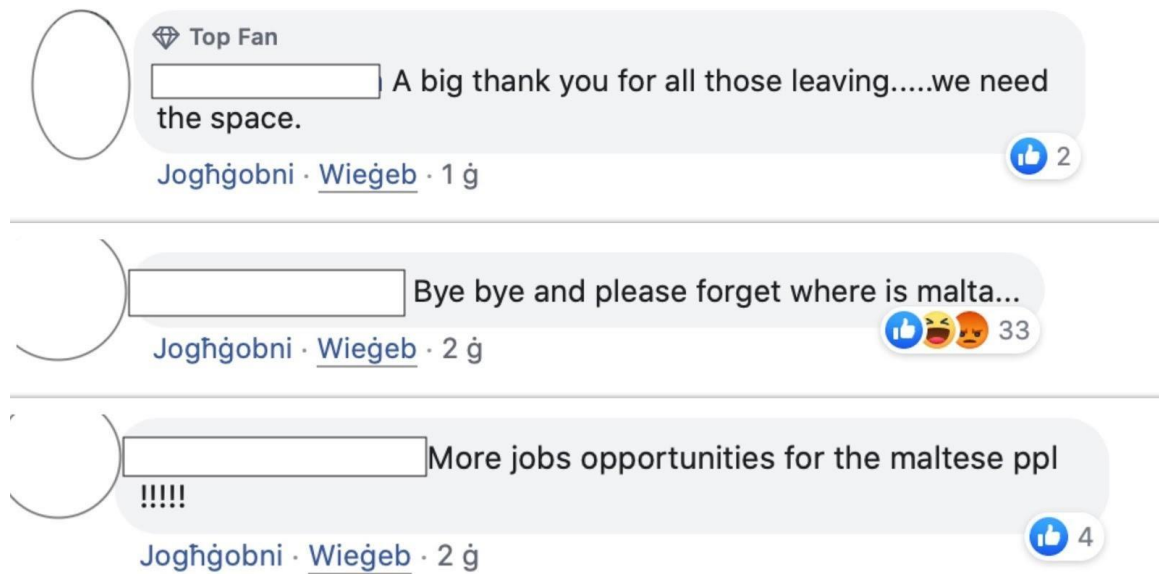 Top Fan
A big thank you for all those leaving.....we need
the space.
2
Jogħġobni · Wieġeb · 1 ġ
Bye bye and please forget where is malta...
33
Jogħġobni · Wieġeb · 2 ġ
More jobs opportunities for the maltese ppl
!!!!!
4
Jogħġobni · Wieġeb · 2 ġ